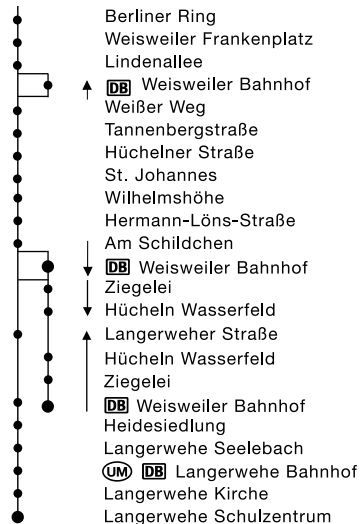 Berliner Ring
Weisweiler Frankenplatz
Lindenallee
DB Weisweiler Bahnhof
Weißer Weg
Tannenbergstraße
Hüchelner Straße
St. Johannes
Wilhelmshöhe
Hermann-Löns-Straße
Am Schildchen
DB Weisweiler Bahnhof
Ziegelei
Hücheln Wasserfeld
Langerweher Straße
Hücheln Wasserfeld
Ziegelei
DB Weisweiler Bahnhof
Heidesiedlung
Langerwehe Seelebach
UM DB Langerwehe Bahnhof
Langerwehe Kirche
Langerwehe Schulzentrum